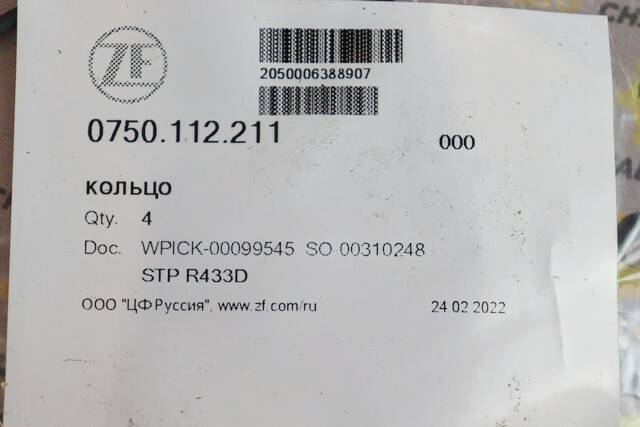 ZF
2050006388907
0750.112.211
000
кольцо
Qty. 4
Doc. WPICK-00099545 SO-00310248
STP R433D
ООО "ЦФ Руссия", www.zf.com/ru 24 02 2022